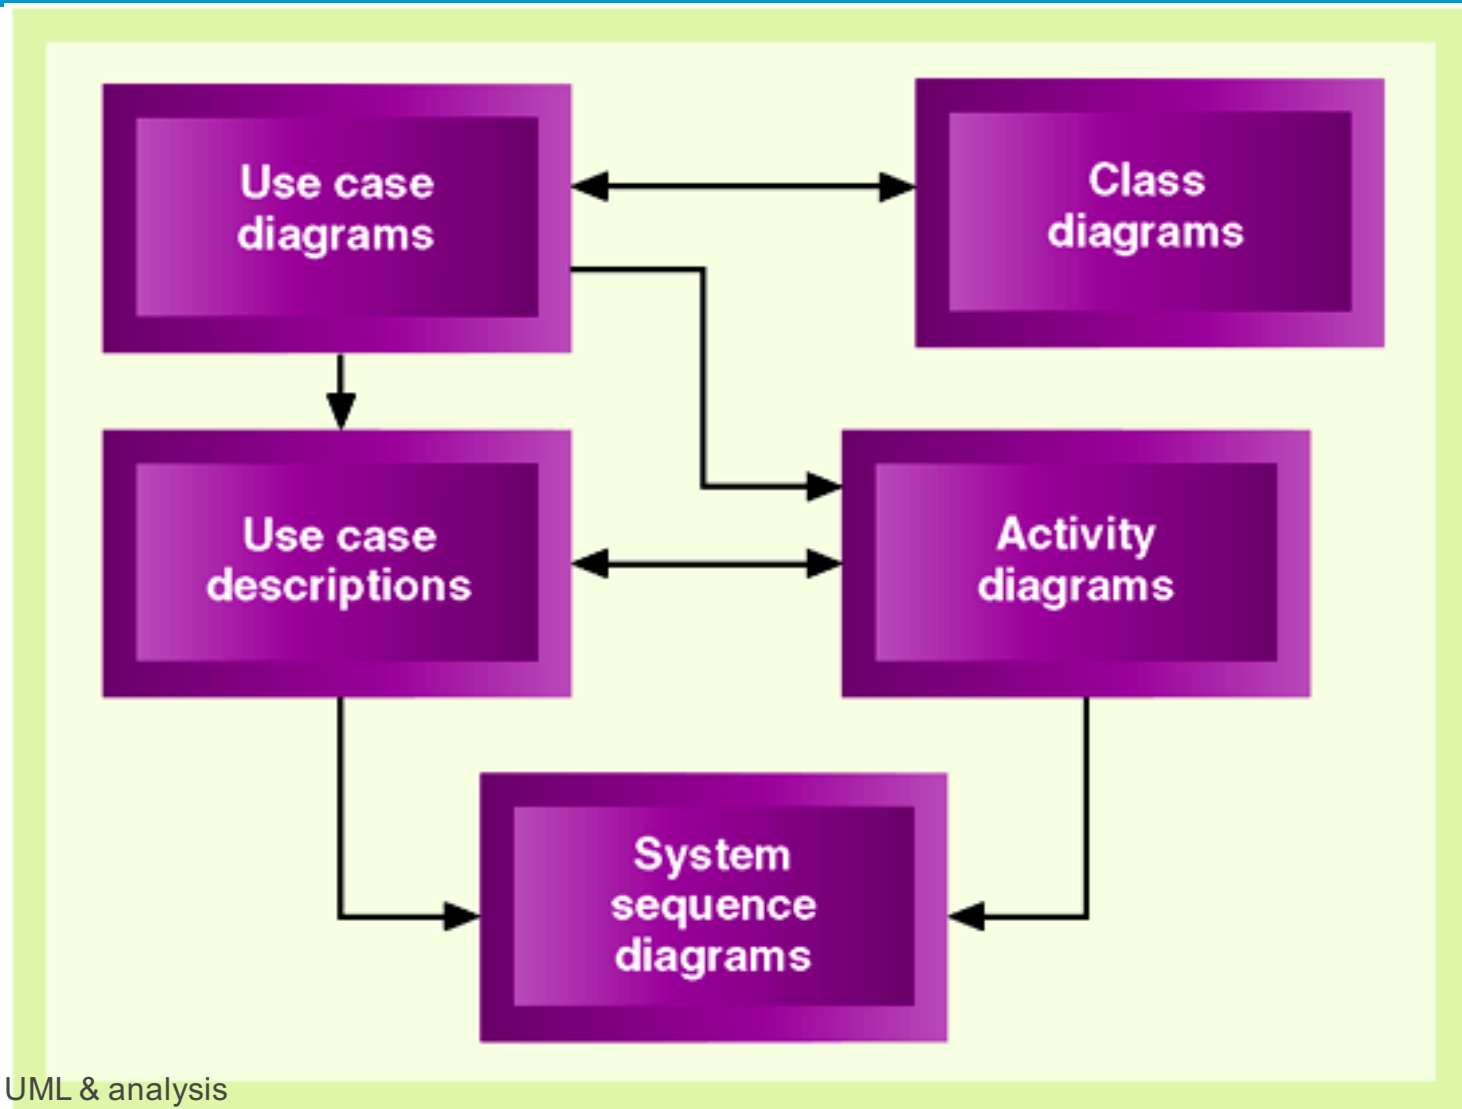 Use case
diagrams
Class
diagrams
Use case
descriptions
Activity
diagrams
System
sequence
diagrams
UML & analysis